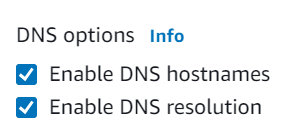 DNS options Info
Enable DNS hostnames
Enable DNS resolution